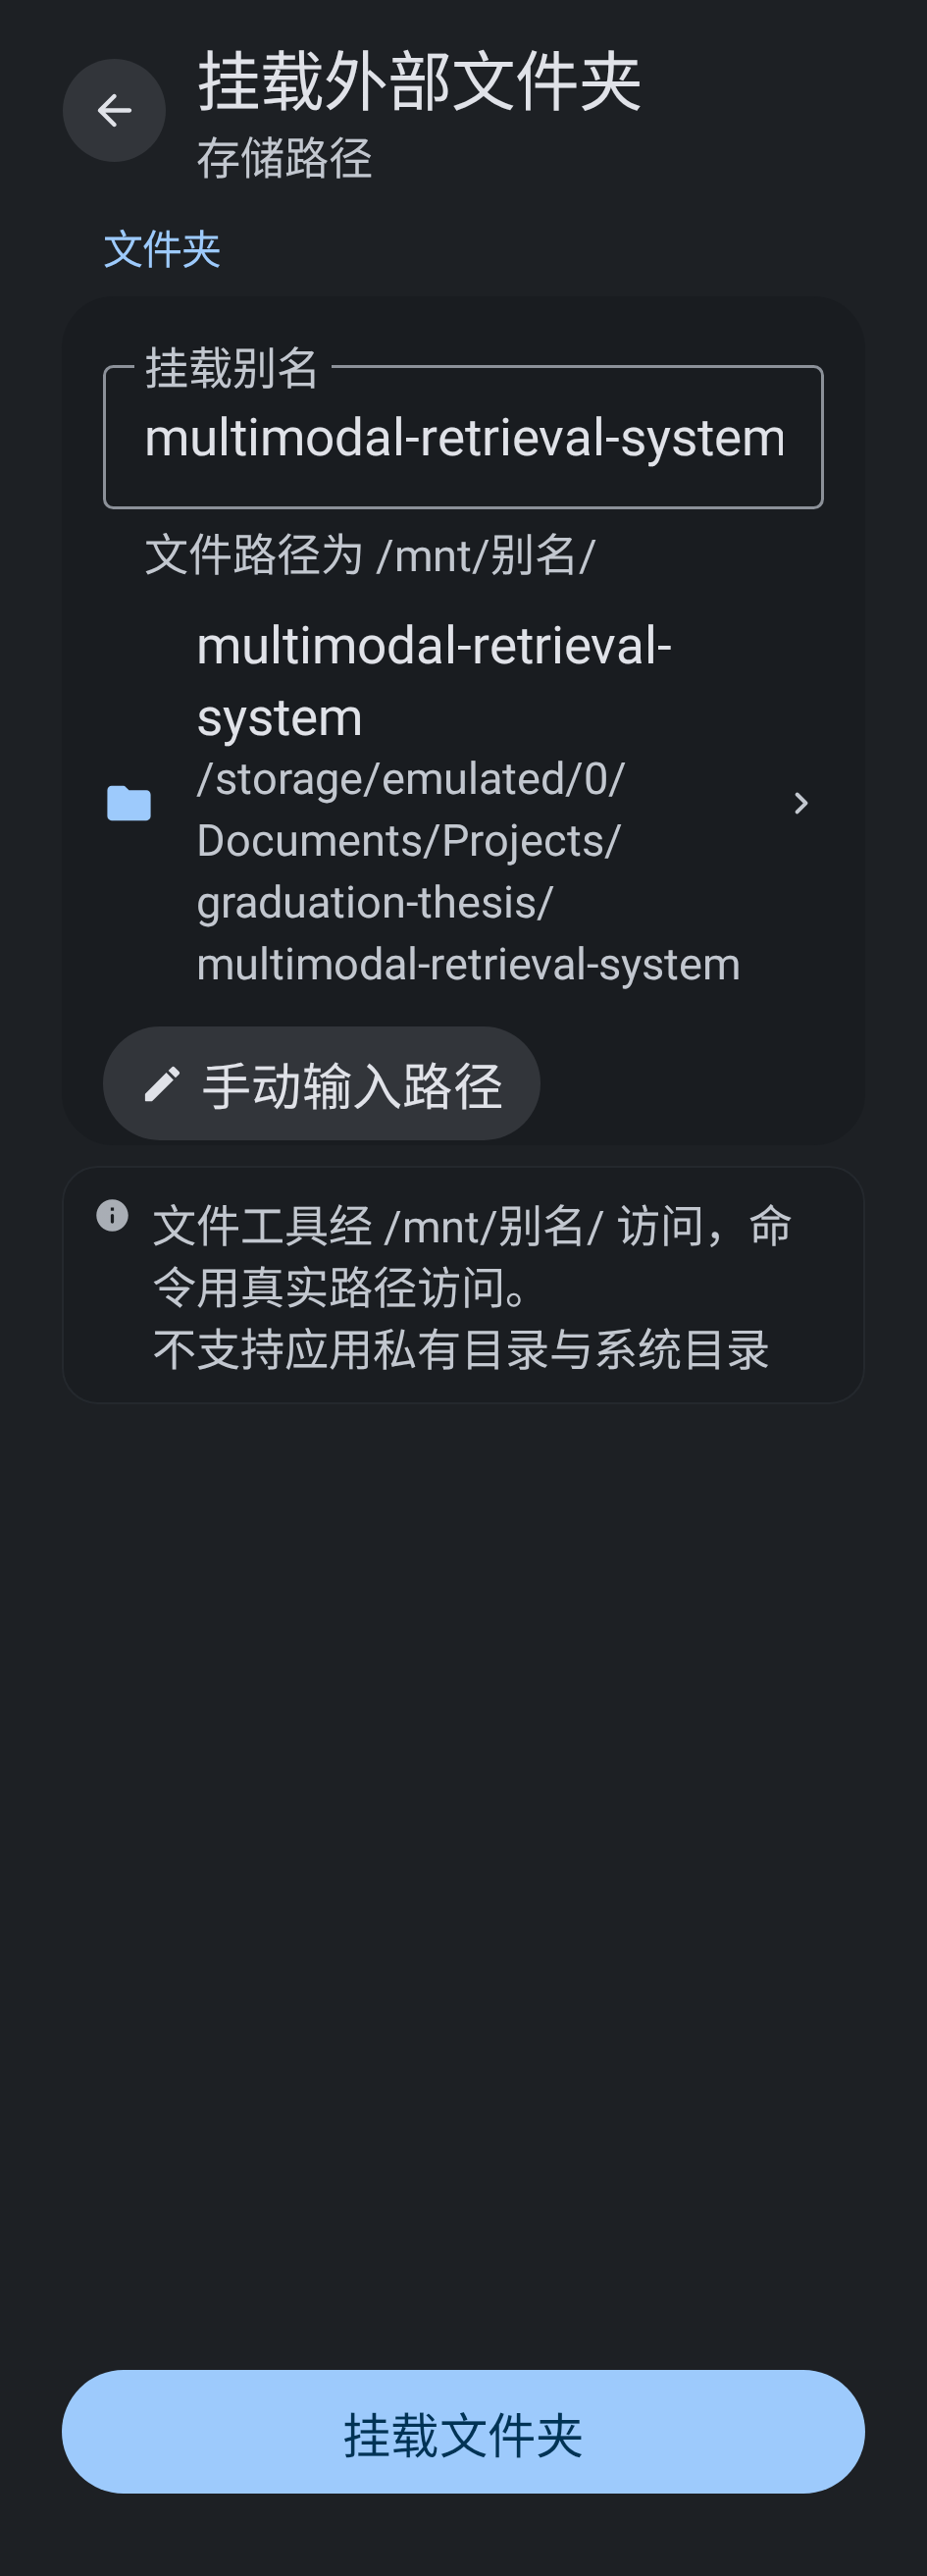 挂载外部文件夹
存储路径
文件夹
挂载别名
multimodal-retrieval-system
文件路径为 /mnt/别名/
multimodal-retrieval-
system
/storage/emulated/0/
Documents/Projects/
graduation-thesis/
multimodal-retrieval-system
手动输入路径
文件工具经 /mnt/别名/ 访问，命
令用真实路径访问。
不支持应用私有目录与系统目录
挂载文件夹